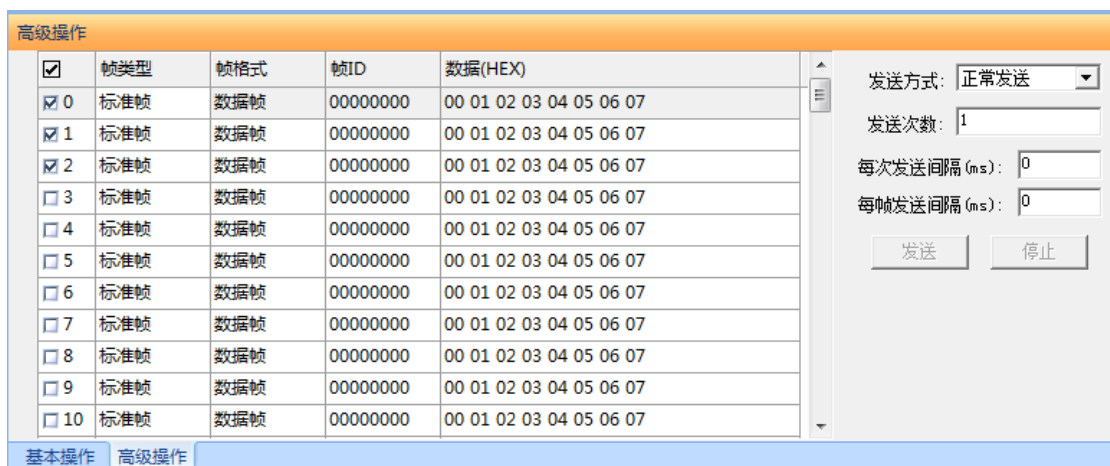 高级操作
帧类型 帧格式 帧ID 数据(HEX)
0 标准帧 数据帧 00000000 00 01 02 03 04 05 06 07
1 标准帧 数据帧 00000000 00 01 02 03 04 05 06 07
2 标准帧 数据帧 00000000 00 01 02 03 04 05 06 07
3 标准帧 数据帧 00000000 00 01 02 03 04 05 06 07
4 标准帧 数据帧 00000000 00 01 02 03 04 05 06 07
5 标准帧 数据帧 00000000 00 01 02 03 04 05 06 07
6 标准帧 数据帧 00000000 00 01 02 03 04 05 06 07
7 标准帧 数据帧 00000000 00 01 02 03 04 05 06 07
8 标准帧 数据帧 00000000 00 01 02 03 04 05 06 07
9 标准帧 数据帧 00000000 00 01 02 03 04 05 06 07
10 标准帧 数据帧 00000000 00 01 02 03 04 05 06 07
发送方式: 正常发送
发送次数: 1
每次发送间隔(ms): 0
每帧发送间隔(ms): 0
发送 停止
基本操作 高级操作